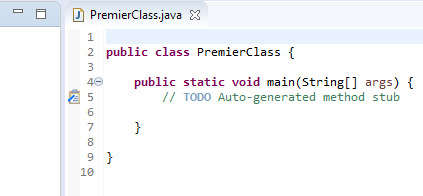 PremierClass.java
1
2 public class PremierClass {
3
4 public static void main(String[] args) {
5 // TODO Auto-generated method stub
6
7 }
8
9 }
10